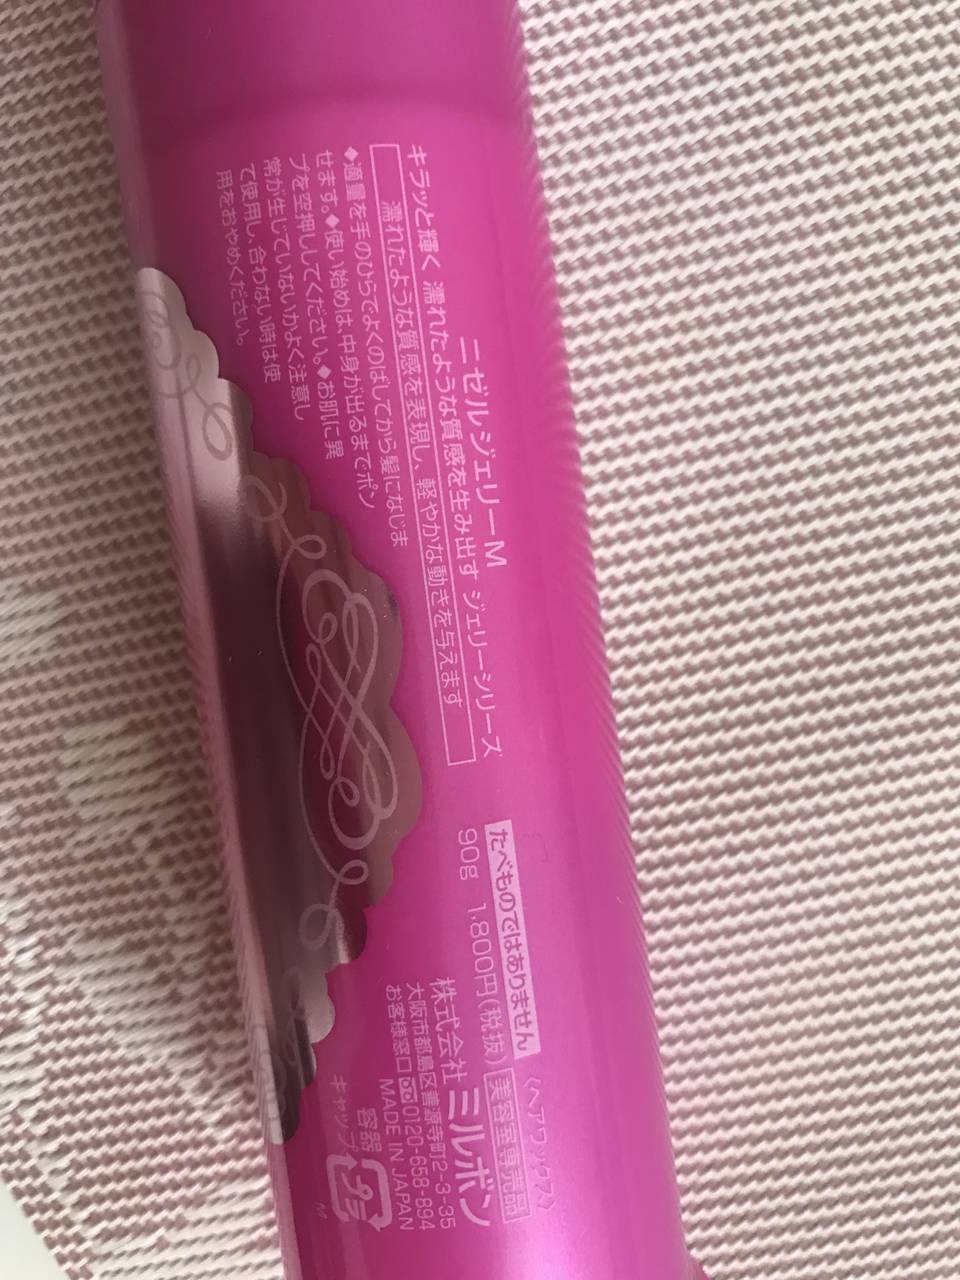 〈ヘアワックス〉
ニゼルジェリーM
キラッと輝く 濡れたような質感を生み出す ジェリーシリーズ
濡れたような質感を表現し、軽やかな動きを与えます
◆適量を手のひらでよくのばしてから髪になじま
せます。◆使い始めは、中身が出るまでポン
プを空押ししてください。◆お肌に異
常が生じていないかよく注意し
て使用し、合わない時は使
用をおやめください。
たべものではありません
90g 1,800円(税抜) 美容室専売品
株式会社 ミルボン
大阪市都島区善源寺町2-3-35
お客様窓口 0120-658-894
MADE IN JAPAN
容器
キャップ
プラ